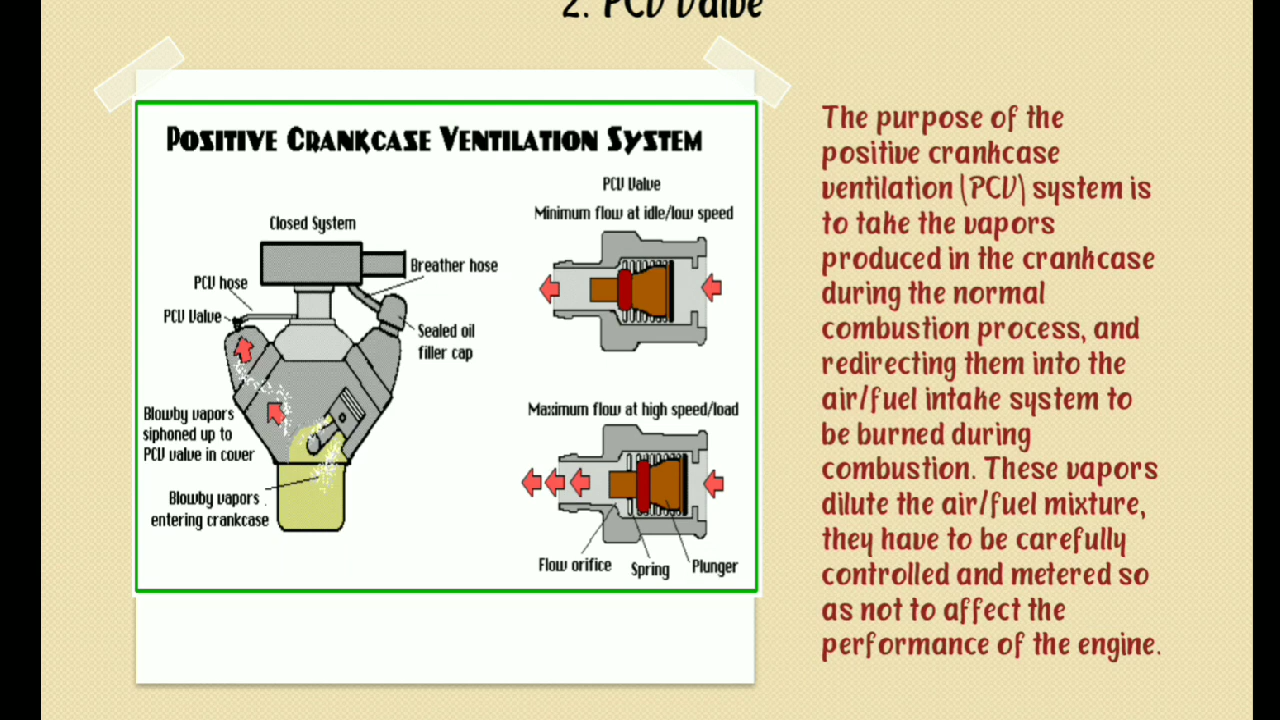 2. PCV Valve
Positive Crankcase Ventilation System
PCV Valve
Minimum flow at idle/low speed
Closed System
Breather hose
PCV hose
PCV Valve
Sealed oil
filler cap
Maximum flow at high speed/load
Blowby vapors
siphoned up to
PCV valve in cover
Blowby vapors
entering crankcase
Flow orifice
Spring
Plunger
The purpose of the
positive crankcase
ventilation (PCV) system is
to take the vapors
produced in the crankcase
during the normal
combustion process, and
redirecting them into the
air/fuel intake system to
be burned during
combustion. These vapors
dilute the air/fuel mixture,
they have to be carefully
controlled and metered so
as not to affect the
performance of the engine.